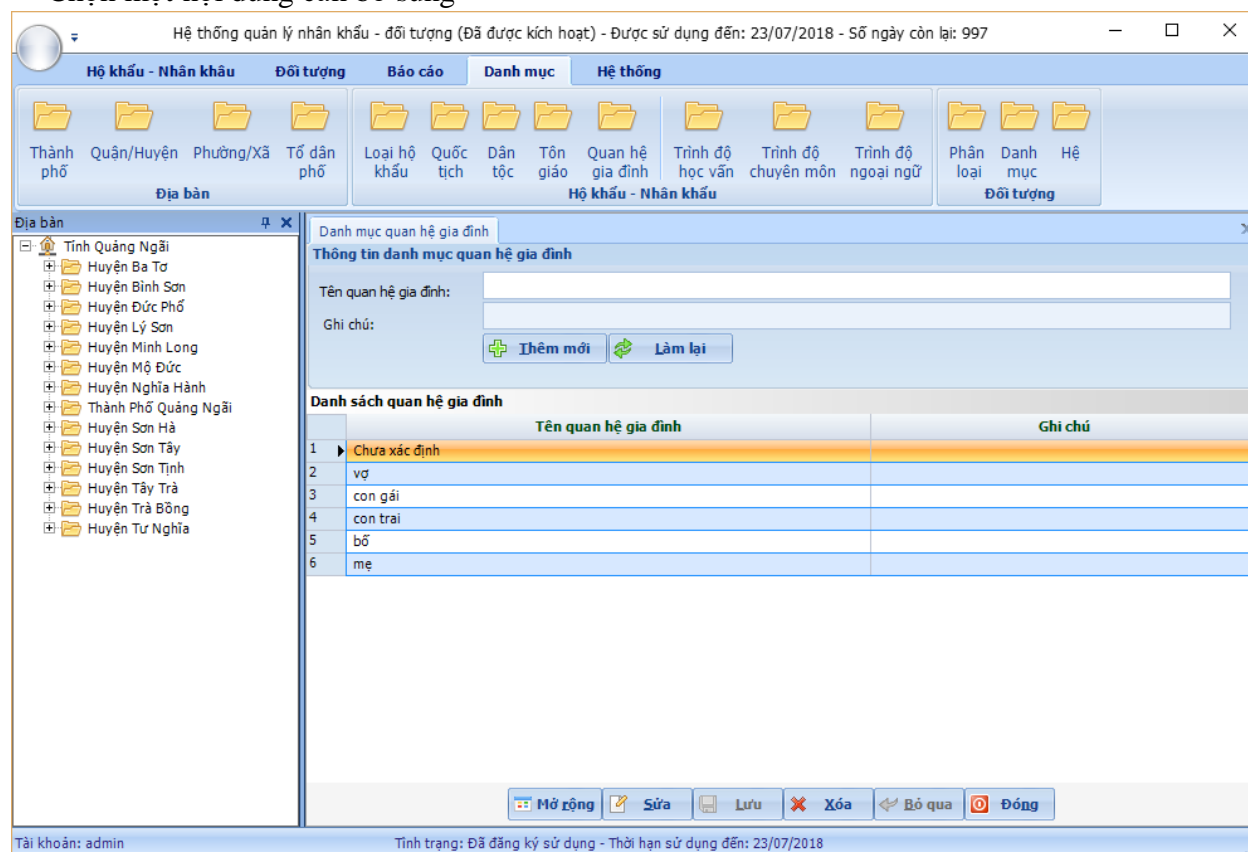 Chọn một nội dung cần bổ sung
Hệ thống quản lý nhân khẩu - đối tượng (Đã được kích hoạt) - Được sử dụng đến: 23/07/2018 - Số ngày còn lại: 997
Hộ khẩu - Nhân khâu Đối tượng Báo cáo Danh mục Hệ thống
Thành phố
Quận/Huyện
Phường/Xã
Tổ dân phố
Địa bàn
Loại hộ khẩu
Quốc tịch
Dân tộc
Tôn giáo
Quan hệ gia đình
Trình độ học vấn
Trình độ chuyên môn
Trình độ ngoại ngữ
Hộ khẩu - Nhân khẩu
Phân loại
Danh mục
Hệ
Đối tượng
Địa bàn
Tỉnh Quảng Ngãi
Huyện Ba Tơ
Huyện Bình Sơn
Huyện Đức Phổ
Huyện Lý Sơn
Huyện Minh Long
Huyện Mộ Đức
Huyện Nghĩa Hành
Thành Phố Quảng Ngãi
Huyện Sơn Hà
Huyện Sơn Tây
Huyện Sơn Tịnh
Huyện Tây Trà
Huyện Trà Bồng
Huyện Tư Nghĩa
Danh mục quan hệ gia đình
Thông tin danh mục quan hệ gia đình
Tên quan hệ gia đình:
Ghi chú:
Thêm mới Làm lại
Danh sách quan hệ gia đình
Tên quan hệ gia đình Ghi chú
1 Chưa xác định
2 vợ
3 con gái
4 con trai
5 bố
6 mẹ
Mở rộng Sửa Lưu Xóa Bỏ qua Đóng
Tài khoản: admin Tình trạng: Đã đăng ký sử dụng - Thời hạn sử dụng đến: 23/07/2018